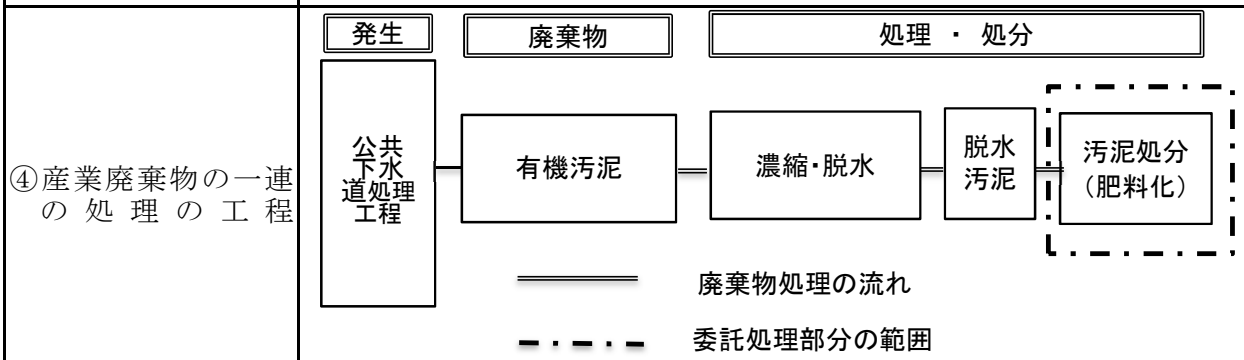 ④産業廃棄物の一連
の処理の工程
発生
廃棄物
処理 ・ 処分
公共
下水
道処理
工程
有機汚泥
濃縮・脱水
脱水
汚泥
汚泥処分
（肥料化）
廃棄物処理の流れ
委託処理部分の範囲